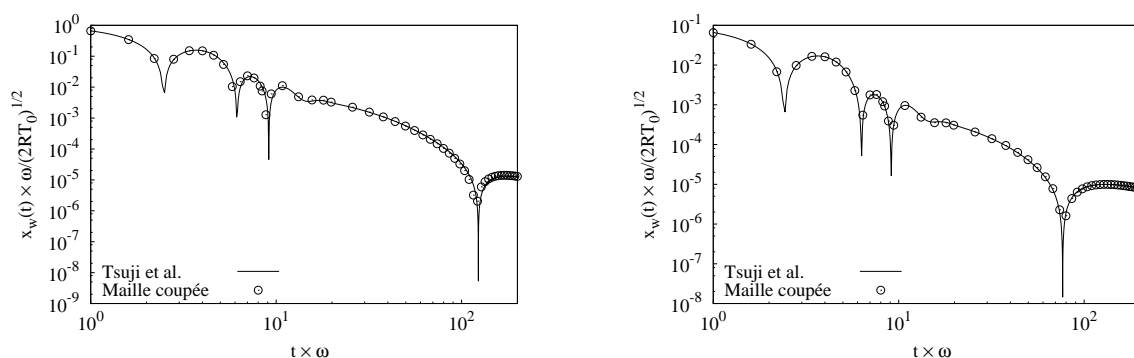 10^0
10^-1
10^-2
10^-3
10^-4
10^-5
10^-6
10^-7
10^-8
10^-9
x_w(t) × ω/(2RT_0)^1/2
Tsuji et al.
Maille coupée
10^0 10^1 10^2
t × ω
10^-1
10^-2
10^-3
10^-4
10^-5
10^-6
10^-7
10^-8
x_w(t) × ω/(2RT_0)^1/2
Tsuji et al.
Maille coupée
10^0 10^1 10^2
t × ω